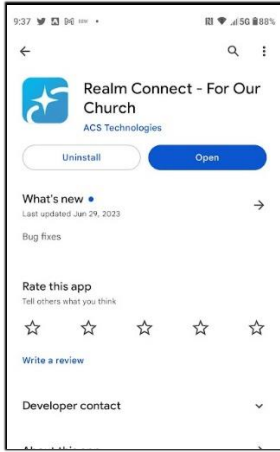 9:37
5G 88%
Realm Connect - For Our
Church
ACS Technologies
Uninstall
Open
What's new
Last updated Jun 29, 2023
Bug fixes
Rate this app
Tell others what you think
Write a review
Developer contact